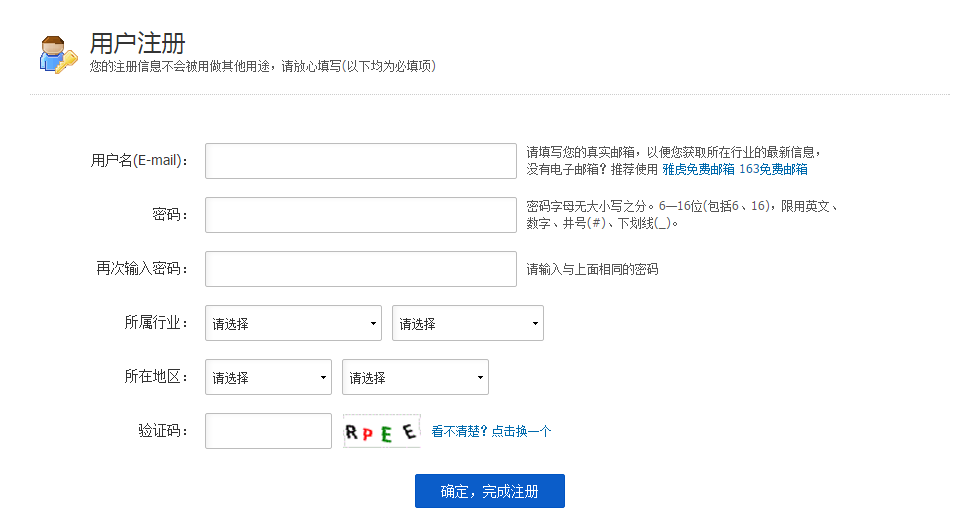 用户注册
您的注册信息不会被用做其他用途，请放心填写(以下均为必填项)
用户名(E-mail)：
请填写您的真实邮箱，以便您获取所在行业的最新信息，
没有电子邮箱？推荐使用 雅虎免费邮箱 163免费邮箱
密码：
密码字母无大小写之分。6—16位(包括6、16)，限用英文、
数字、井号(#)、下划线(_)。
再次输入密码：
请输入与上面相同的密码
所属行业：
请选择 请选择
所在地区：
请选择 请选择
验证码：
RPEE 看不清楚？点击换一个
确定，完成注册